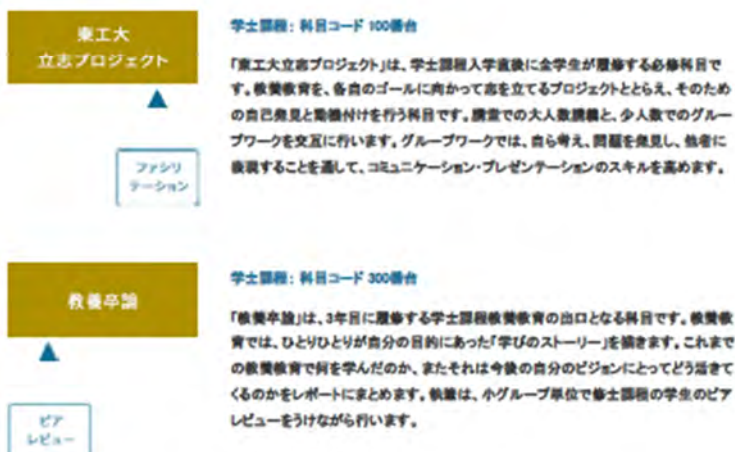 東工大
立志プロジェクト
学士課程: 科目コード 100番台
「東工大立志プロジェクト」は、学士課程入学直後に全学生が履修する必修科目で
す。教養教育を、各自のゴールに向かって志を立てるプロジェクトととらえ、そのため
の自己発見と動機付けを行う科目です。講堂での大人数講義と、少人数でのグルー
プワークを交互に行います。グループワークでは、自ら考え、問題を発見し、他者に
表現することを通して、コミュニケーション・プレゼンテーションのスキルを高めます。
ファシリ
テーション
教養卒論
学士課程: 科目コード 300番台
「教養卒論」は、3年目に履修する学士課程教養教育の出口となる科目です。教養教
育では、ひとりひとりが自分の目的にあった「学びのストーリー」を描きます。これまで
の教養教育で何を学んだのか、またそれは今後の自分のビジョンにとってどう活きて
くるのかをレポートにまとめます。執筆は、小グループ単位で修士課程の学生のピア
レビューをうけながら行います。
ピア
レビュー